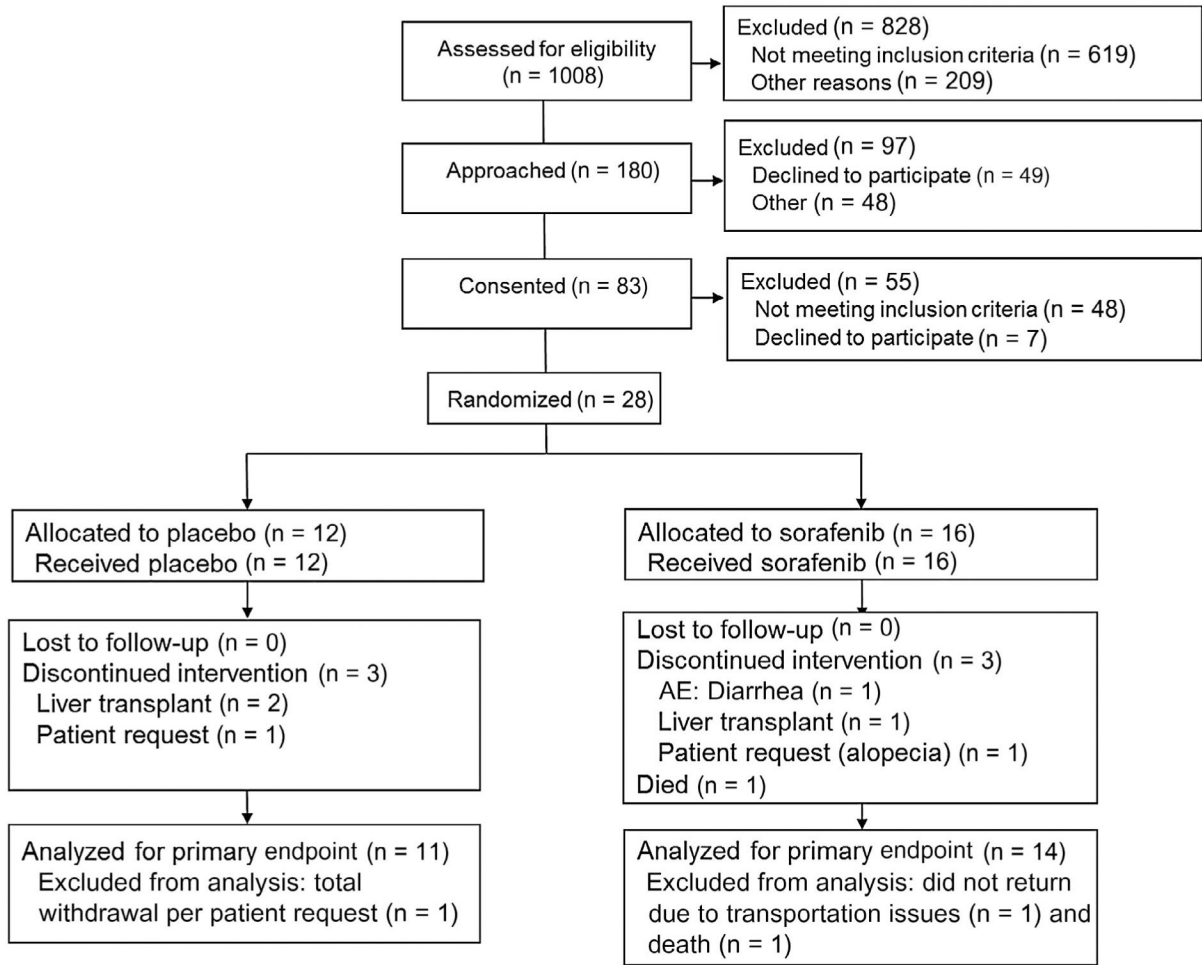 Assessed for eligibility
(n = 1008)
Excluded (n = 828)
Not meeting inclusion criteria (n = 619)
Other reasons (n = 209)
Approached (n = 180)
Excluded (n = 97)
Declined to participate (n = 49)
Other (n = 48)
Consented (n = 83)
Excluded (n = 55)
Not meeting inclusion criteria (n = 48)
Declined to participate (n = 7)
Randomized (n = 28)
Allocated to placebo (n = 12)
Received placebo (n = 12)
Allocated to sorafenib (n = 16)
Received sorafenib (n = 16)
Lost to follow-up (n = 0)
Discontinued intervention (n = 3)
Liver transplant (n = 2)
Patient request (n = 1)
Lost to follow-up (n = 0)
Discontinued intervention (n = 3)
AE: Diarrhea (n = 1)
Liver transplant (n = 1)
Patient request (alopecia) (n = 1)
Died (n = 1)
Analyzed for primary endpoint (n = 11)
Excluded from analysis: total
withdrawal per patient request (n = 1)
Analyzed for primary endpoint (n = 14)
Excluded from analysis: did not return
due to transportation issues (n = 1) and
death (n = 1)